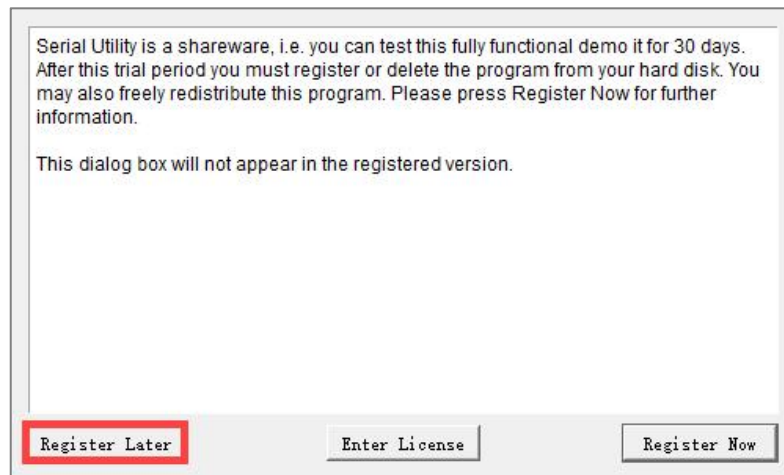 Serial Utility is a shareware, i.e. you can test this fully functional demo it for 30 days.
After this trial period you must register or delete the program from your hard disk. You
may also freely redistribute this program. Please press Register Now for further
information.
This dialog box will not appear in the registered version.
Register Later
Enter License
Register Now